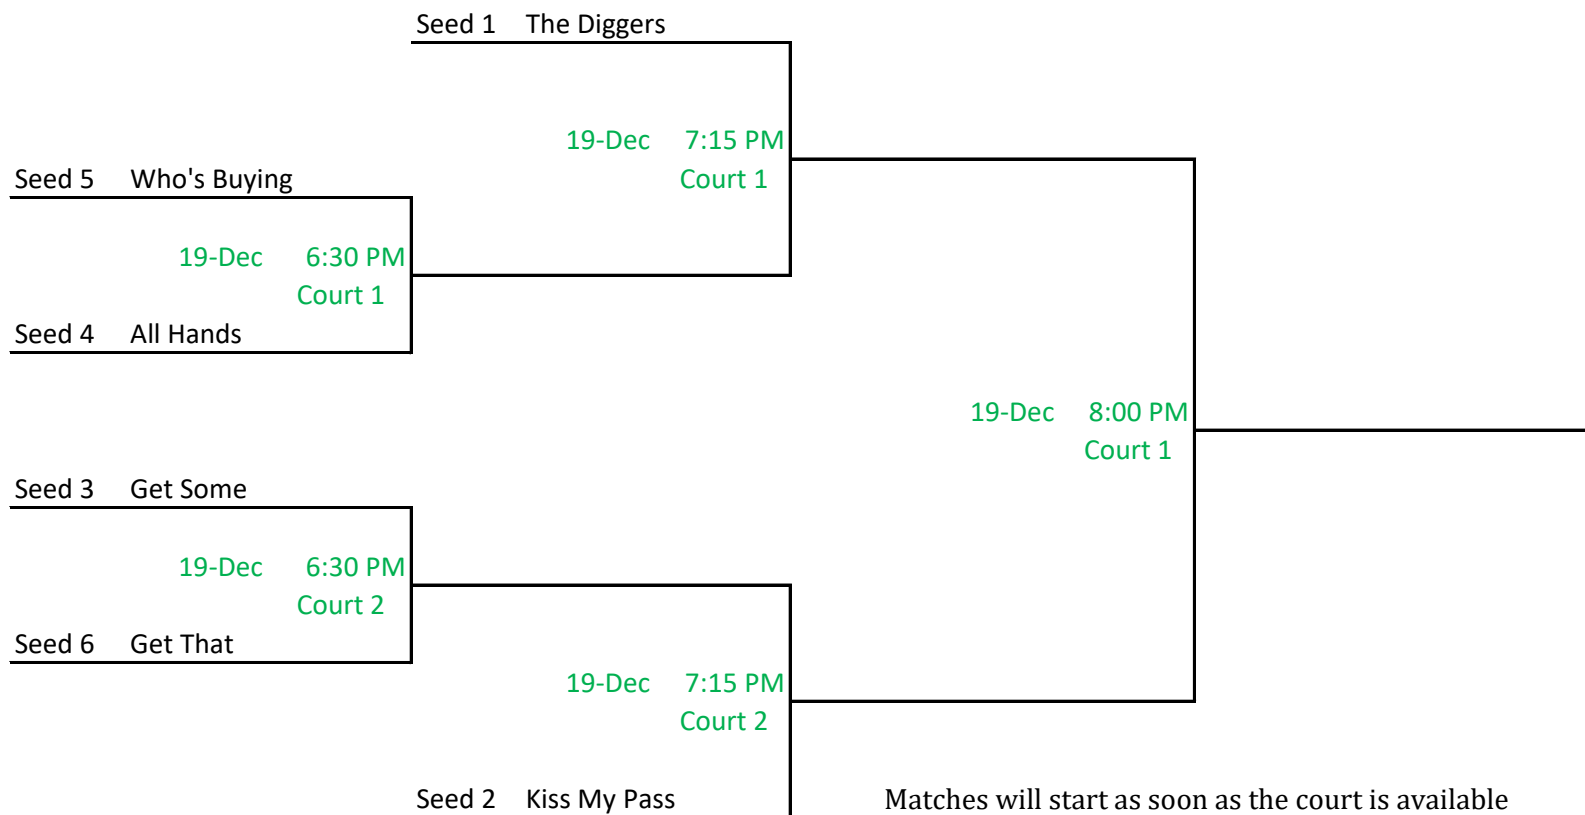 Seed 1 The Diggers
19-Dec 7:15 PM
Court 1
Seed 5 Who's Buying
19-Dec 6:30 PM
Court 1
Seed 4 All Hands
19-Dec 8:00 PM
Court 1
Seed 3 Get Some
19-Dec 6:30 PM
Court 2
Seed 6 Get That
19-Dec 7:15 PM
Court 2
Seed 2 Kiss My Pass
Matches will start as soon as the court is available